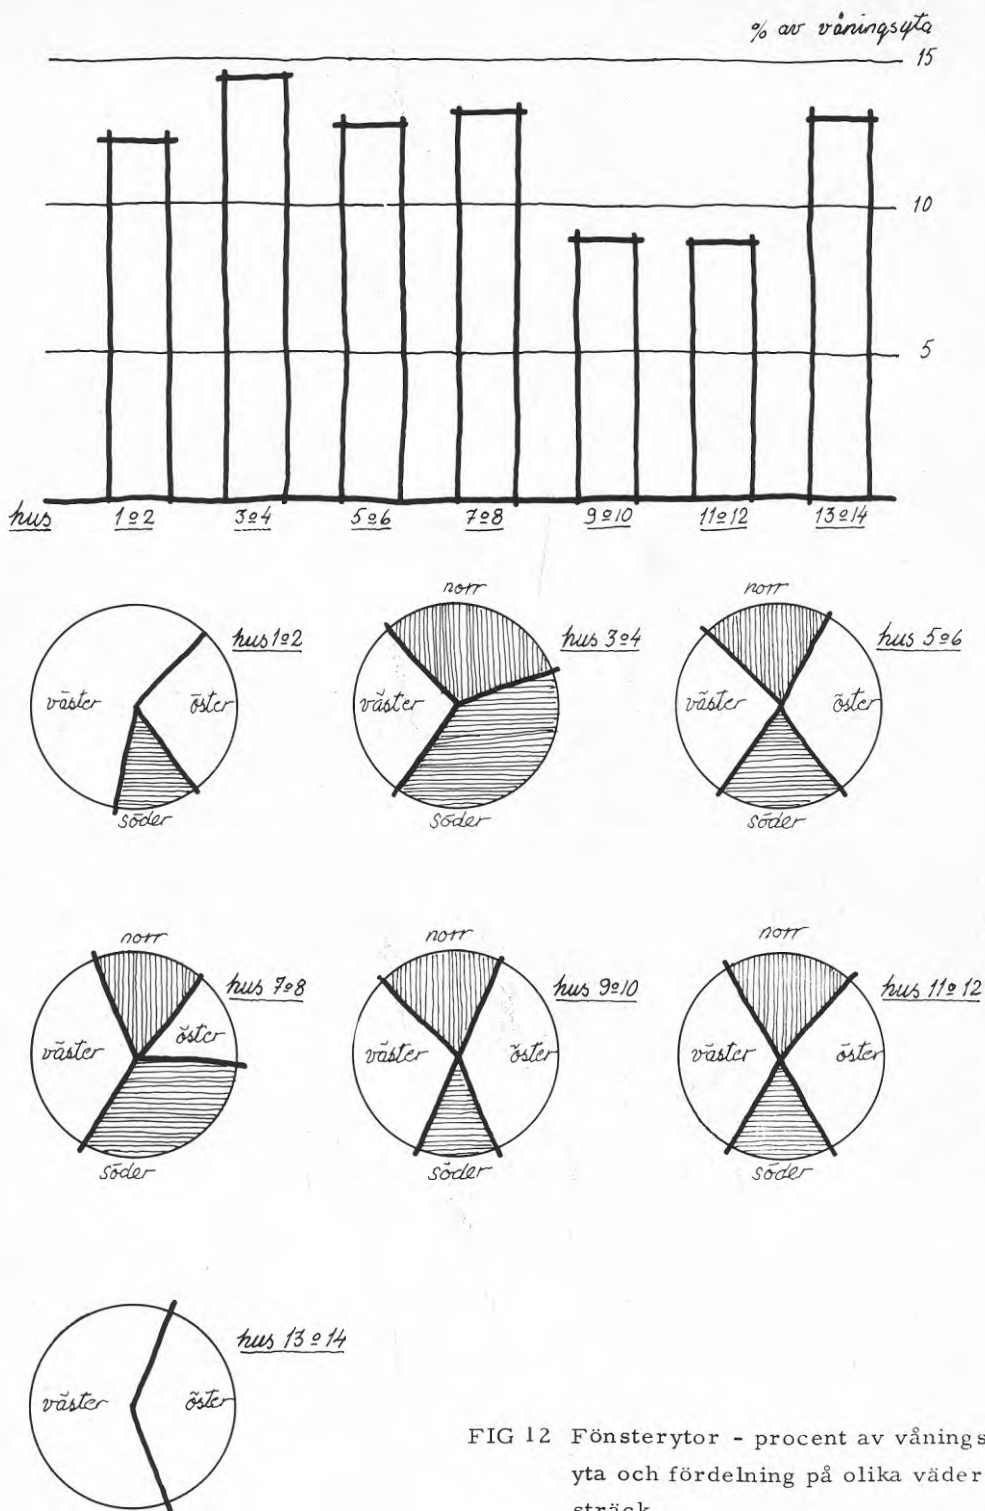 % av våningsyta
15
10
5
hus 1 o 2 3 o 4 5 o 6 7 o 8 9 o 10 11 o 12 13 o 14
norr norr
hus 1 o 2 hus 3 o 4 hus 5 o 6
väster öster väster väster öster
söder söder söder
norr norr norr
hus 7 o 8 hus 9 o 10 hus 11 o 12
väster öster väster öster väster öster
söder söder söder
hus 13 o 14
väster öster
FIG 12 Fönsterytor - procent av vånings
yta och fördelning på olika väder
sträck